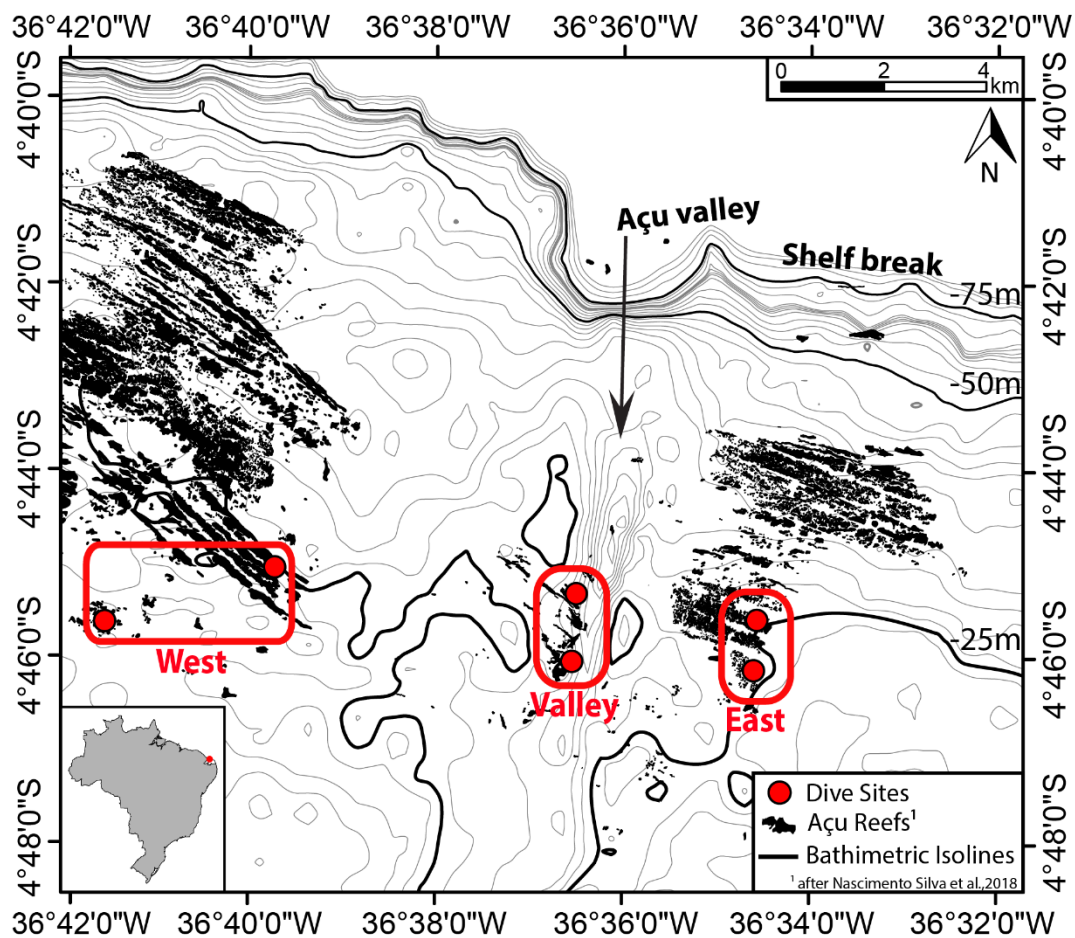 36°42'0"W 36°40'0"W 36°38'0"W 36°36'0"W 36°34'0"W 36°32'0"W
0 2 4
km
4°40'0"S 4°40'0"S
N
Açu valley
Shelf break
4°42'0"S 4°42'0"S
-75m
-50m
4°44'0"S 4°44'0"S
4°46'0"S 4°46'0"S
-25m
West
Valley
East
4°48'0"S 4°48'0"S
Dive Sites
Açu Reefs¹
Bathimetric Isolines
¹ after Nascimento Silva et al.,2018
36°42'0"W 36°40'0"W 36°38'0"W 36°36'0"W 36°34'0"W 36°32'0"W